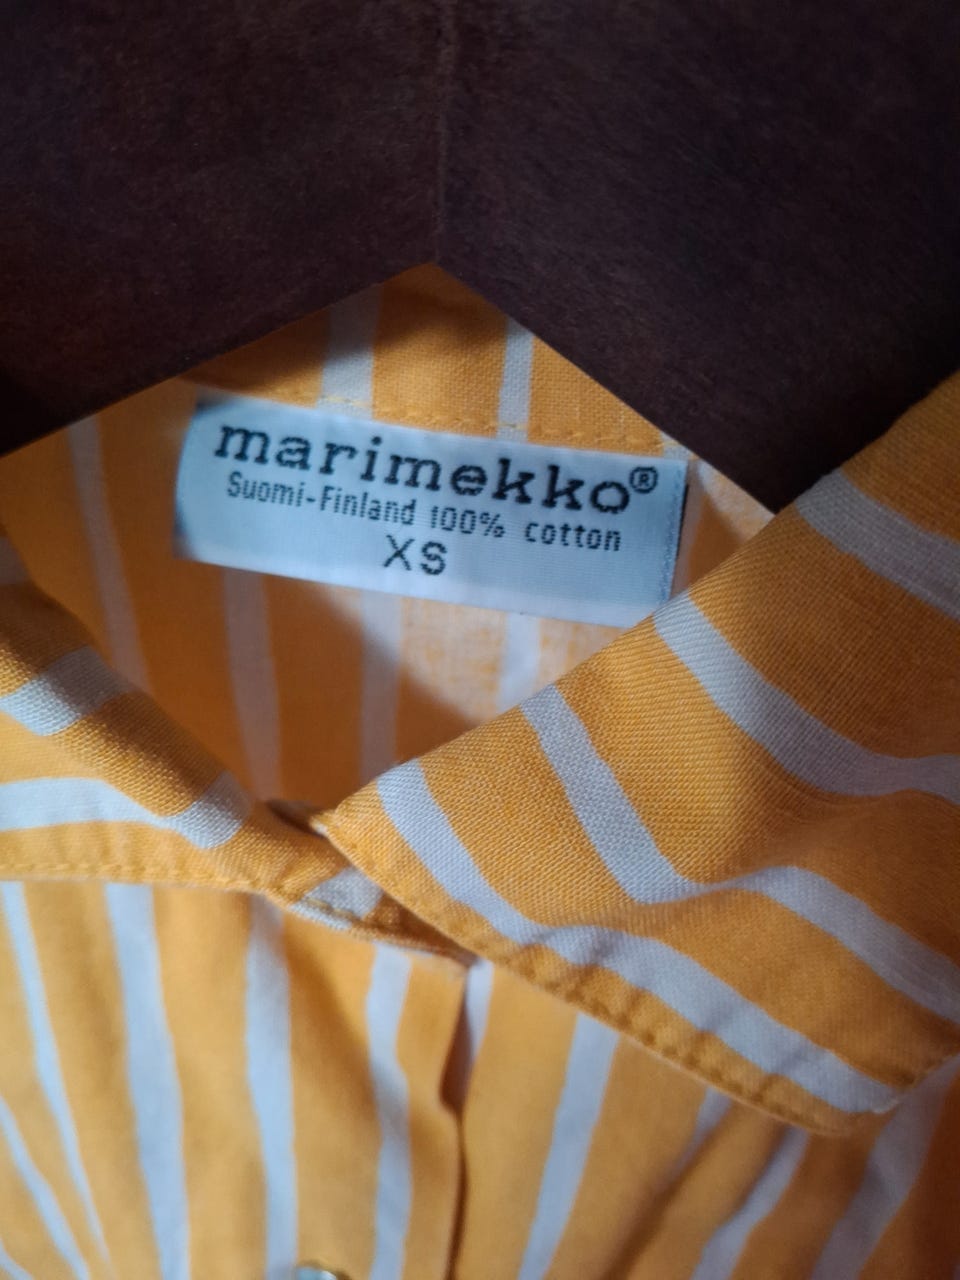 marimekko®
Suomi-Finland 100% cotton
XS